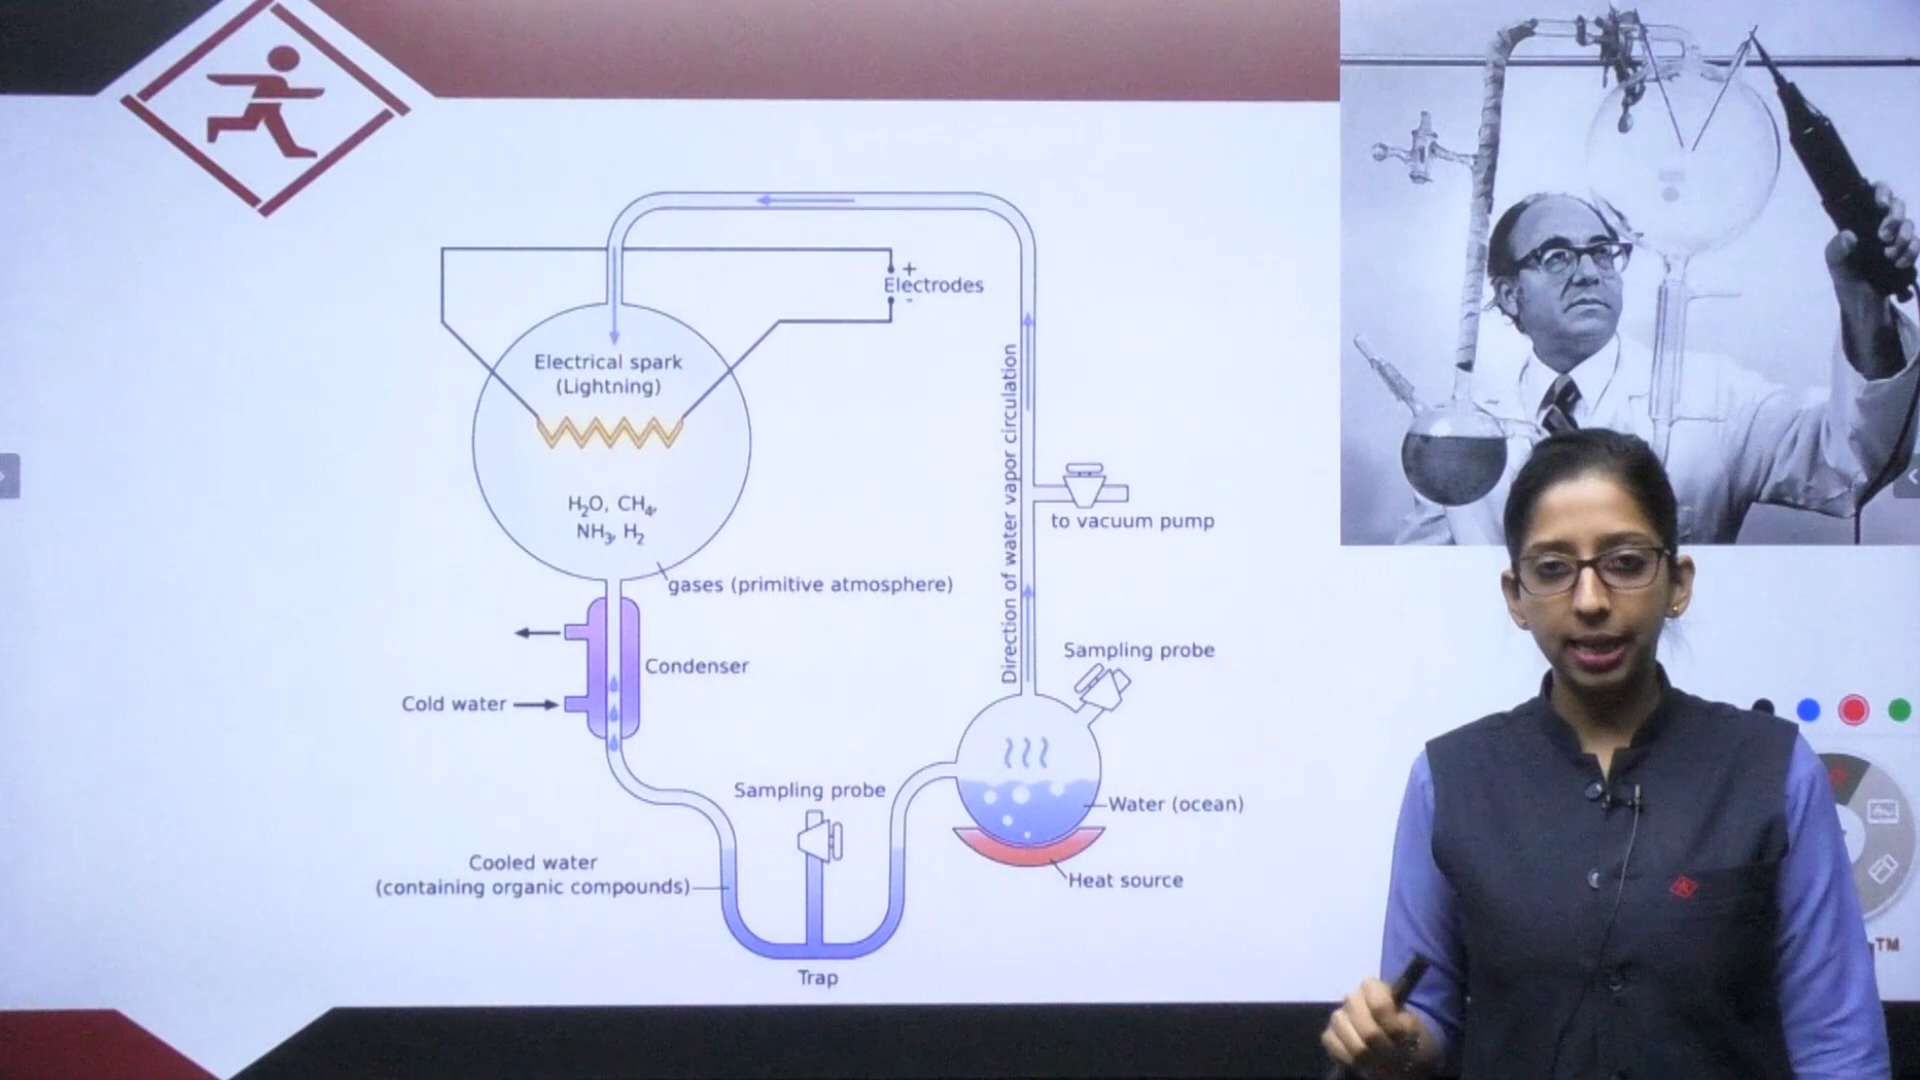 +
Electrodes
-
Electrical spark
(Lightning)
H₂O, CH₄,
NH₃, H₂
gases (primitive atmosphere)
Direction of water vapor circulation
to vacuum pump
Condenser
Cold water
Sampling probe
Sampling probe
Water (ocean)
Heat source
Cooled water
(containing organic compounds)
Trap
TM